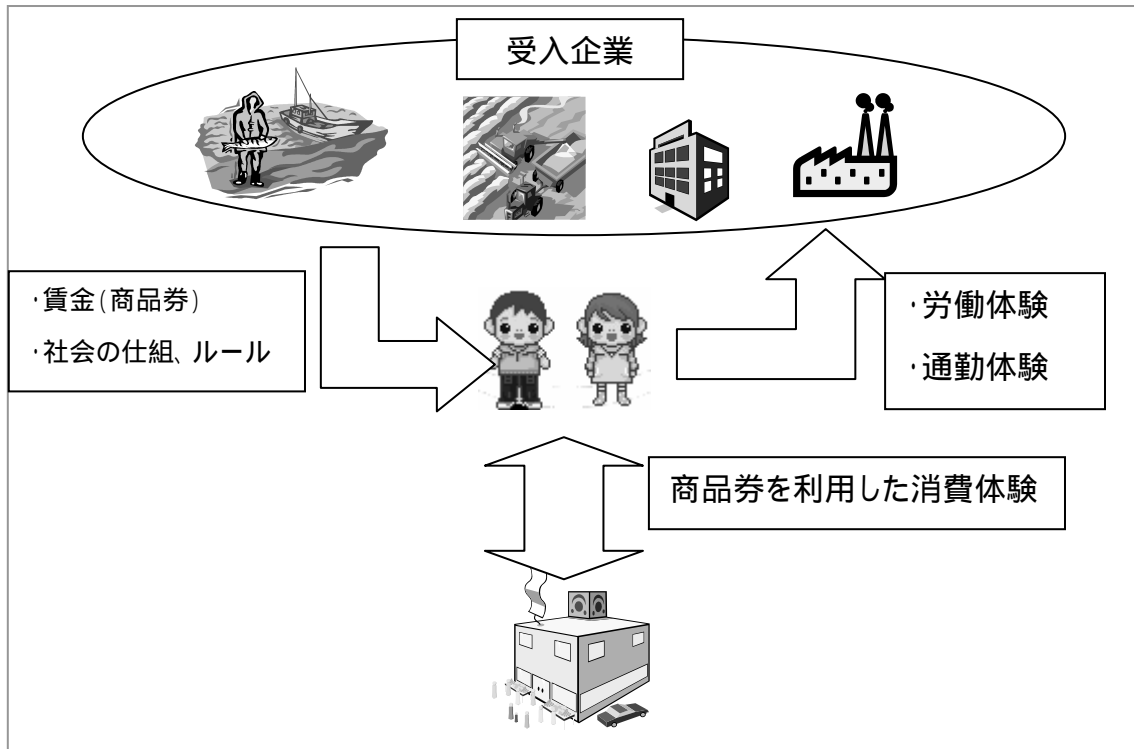 受入企業
･賃金(商品券)
･社会の仕組、ルール
･労働体験
･通勤体験
商品券を利用した消費体験